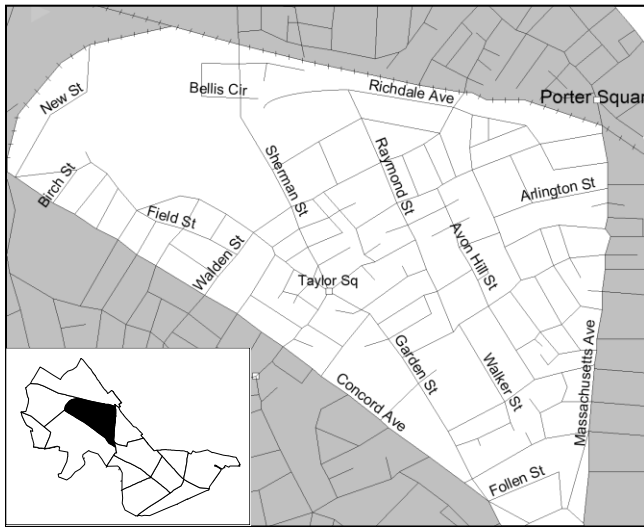 New St
Bellis Cir
Richdale Ave
Porter Squar
Sherman St
Raymond St
Arlington St
Birch St
Field St
Walden St
Avon Hill St
Taylor Sq
Garden St
Walker St
Concord Ave
Massachusetts Ave
Follen St